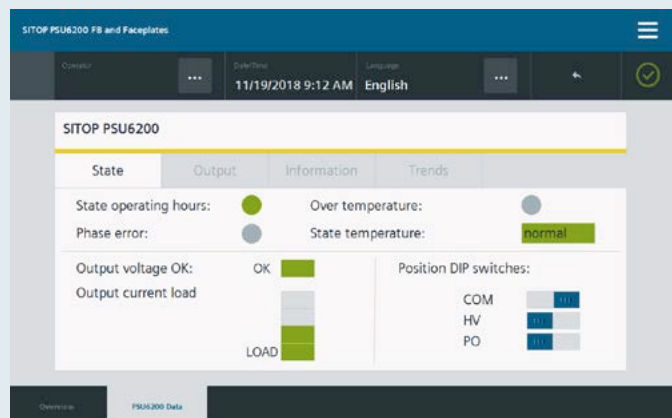 SITOP PSU6200 FB and Faceplates
Operator Date/Time Language
... 11/19/2018 9:12 AM English ...
SITOP PSU6200
State Output Information Trends
State operating hours: Over temperature:
Phase error: State temperature: normal
Output voltage OK: OK Position DIP switches:
Output current load
COM
HV
PO
LOAD
Overview PSU6200 Data